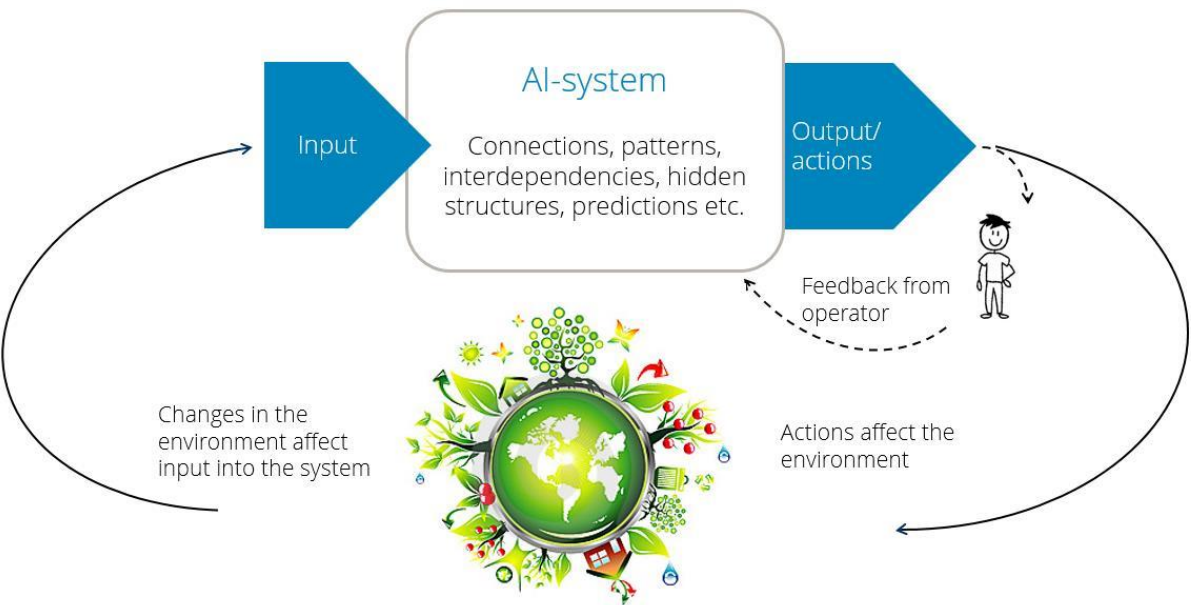 AI-system
Input
Connections, patterns,
interdependencies, hidden
structures, predictions etc.
Output/
actions
Feedback from
operator
Changes in the
environment affect
input into the system
Actions affect the
environment